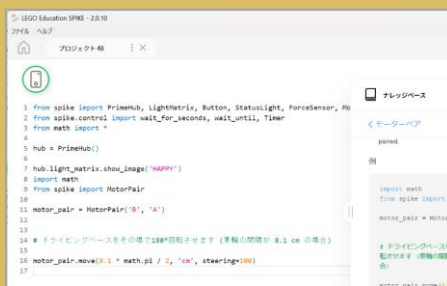 LEGO Education SPIKE - 2.0.10
ファイル ヘルプ
プロジェクト 48
1 from spike import PrimeHub, LightMatrix, Button, StatusLight, ForceSensor, Mo
2 from spike.control import wait_for_seconds, wait_until, Timer
3 from math import *
4
5 hub = PrimeHub()
6
7 hub.light_matrix.show_image('HAPPY')
8 import math
9 from spike import MotorPair
10
11 motor_pair = MotorPair('B', 'A')
12
13
14 # ドライビングベースをその場で180°回転させます (車輪の間隔が 8.1 cm の場合)
15
16 motor_pair.move(8.1 * math.pi / 2, 'cm', steering=100)
17
ナレッジベース
モーターペア
paired.
例
import math
from spike import
motor_pair = Motor
# ドライビングベース
転させます (車輪の間隔
合)